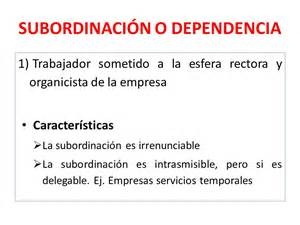 SUBORDINACIÓN O DEPENDENCIA
1) Trabajador sometido a la esfera rectora y
organicista de la empresa
• Características
➢La subordinación es irrenunciable
➢La subordinación es intrasmisible, pero si es
delegable. Ej. Empresas servicios temporales